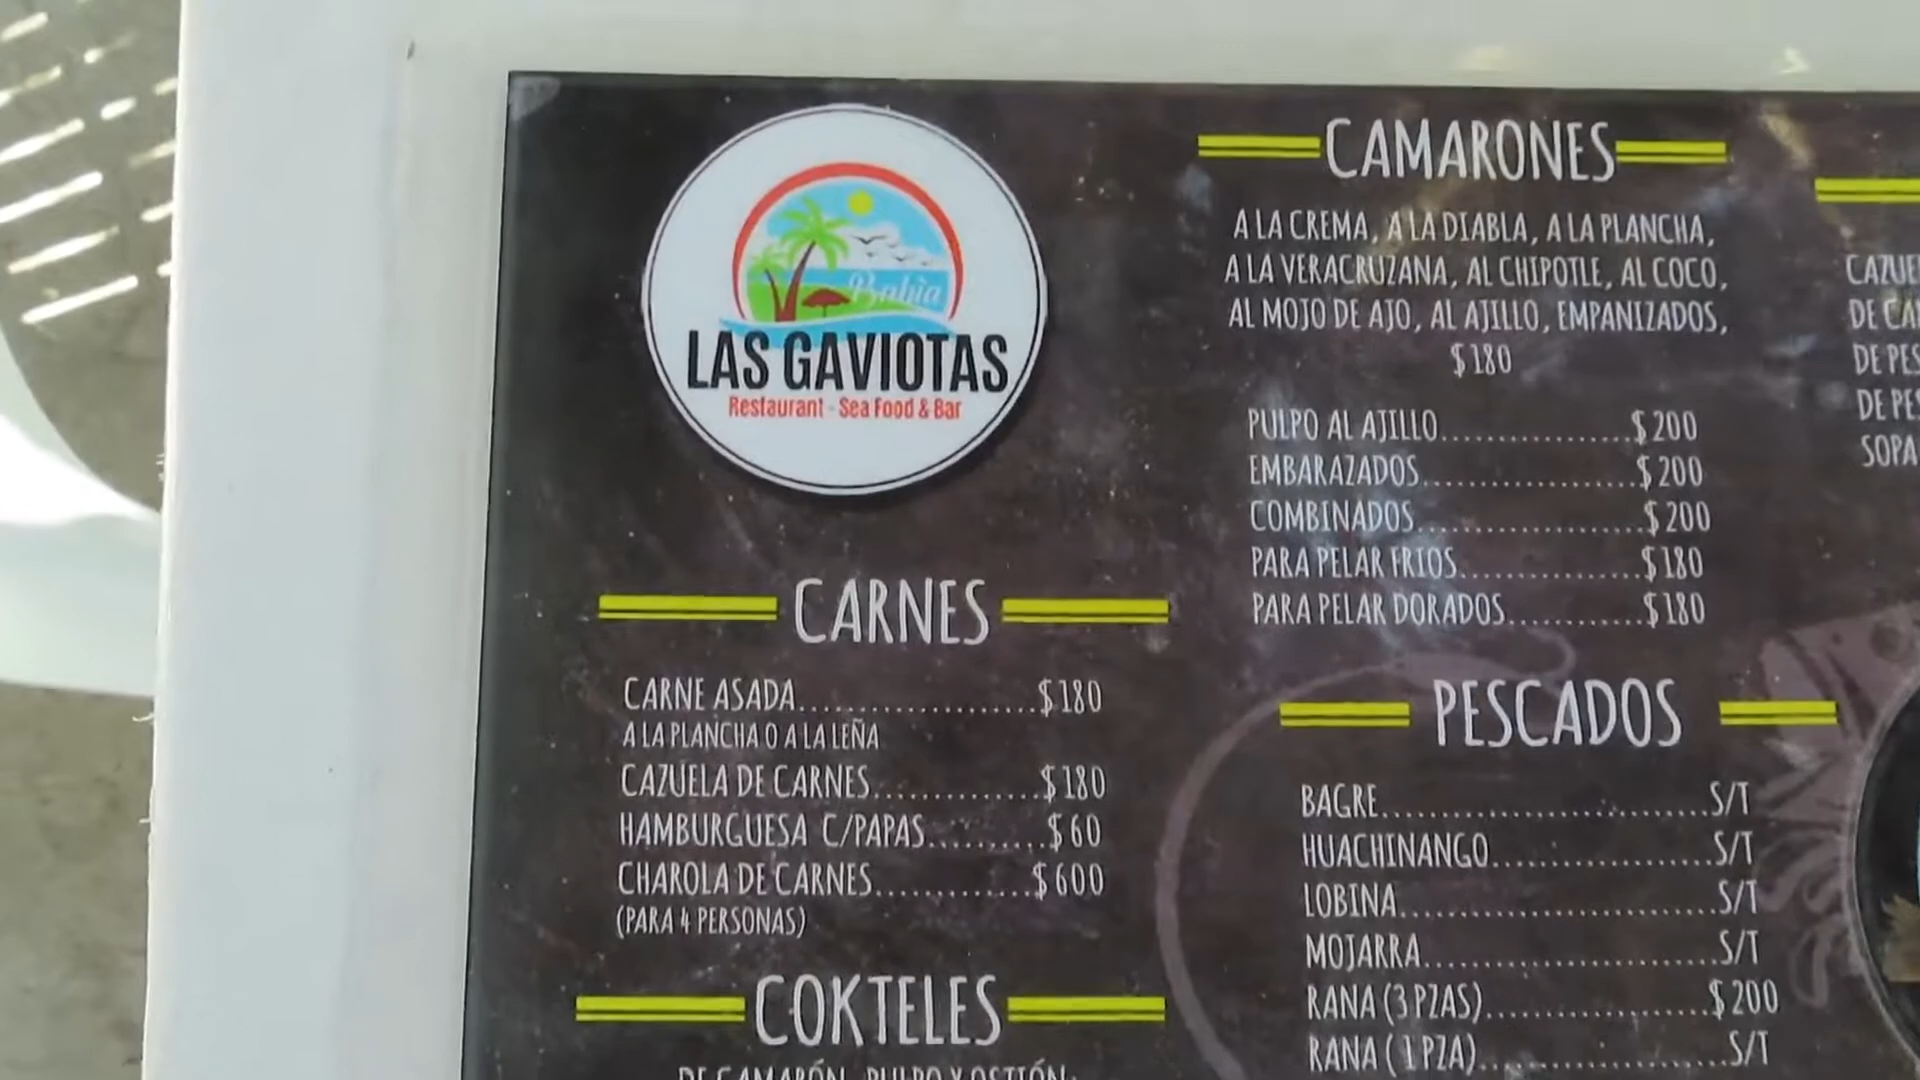 Bahía
LAS GAVIOTAS
Restaurant - Sea Food & Bar
CARNES
CARNE ASADA....................$180
A LA PLANCHA O A LA LEÑA
CAZUELA DE CARNES..............$180
HAMBURGUESA C/PAPAS..........$60
CHAROLA DE CARNES.............$600
(PARA 4 PERSONAS)
COKTELES
CAMARONES
A LA CREMA, A LA DIABLA, A LA PLANCHA,
A LA VERACRUZANA, AL CHIPOTLE, AL COCO,
AL MOJO DE AJO, AL AJILLO, EMPANIZADOS,
$180
PULPO AL AJILLO................$200
EMBARAZADOS..................$200
COMBINADOS...................$200
PARA PELAR FRIOS...............$180
PARA PELAR DORADOS............$180
PESCADOS
BAGRE............................S/T
HUACHINANGO...................S/T
LOBINA...........................S/T
MOJARRA.........................S/T
RANA (3 PZAS)...................$200
RANA ( 1 PZA)...................S/T
DE
SOPA